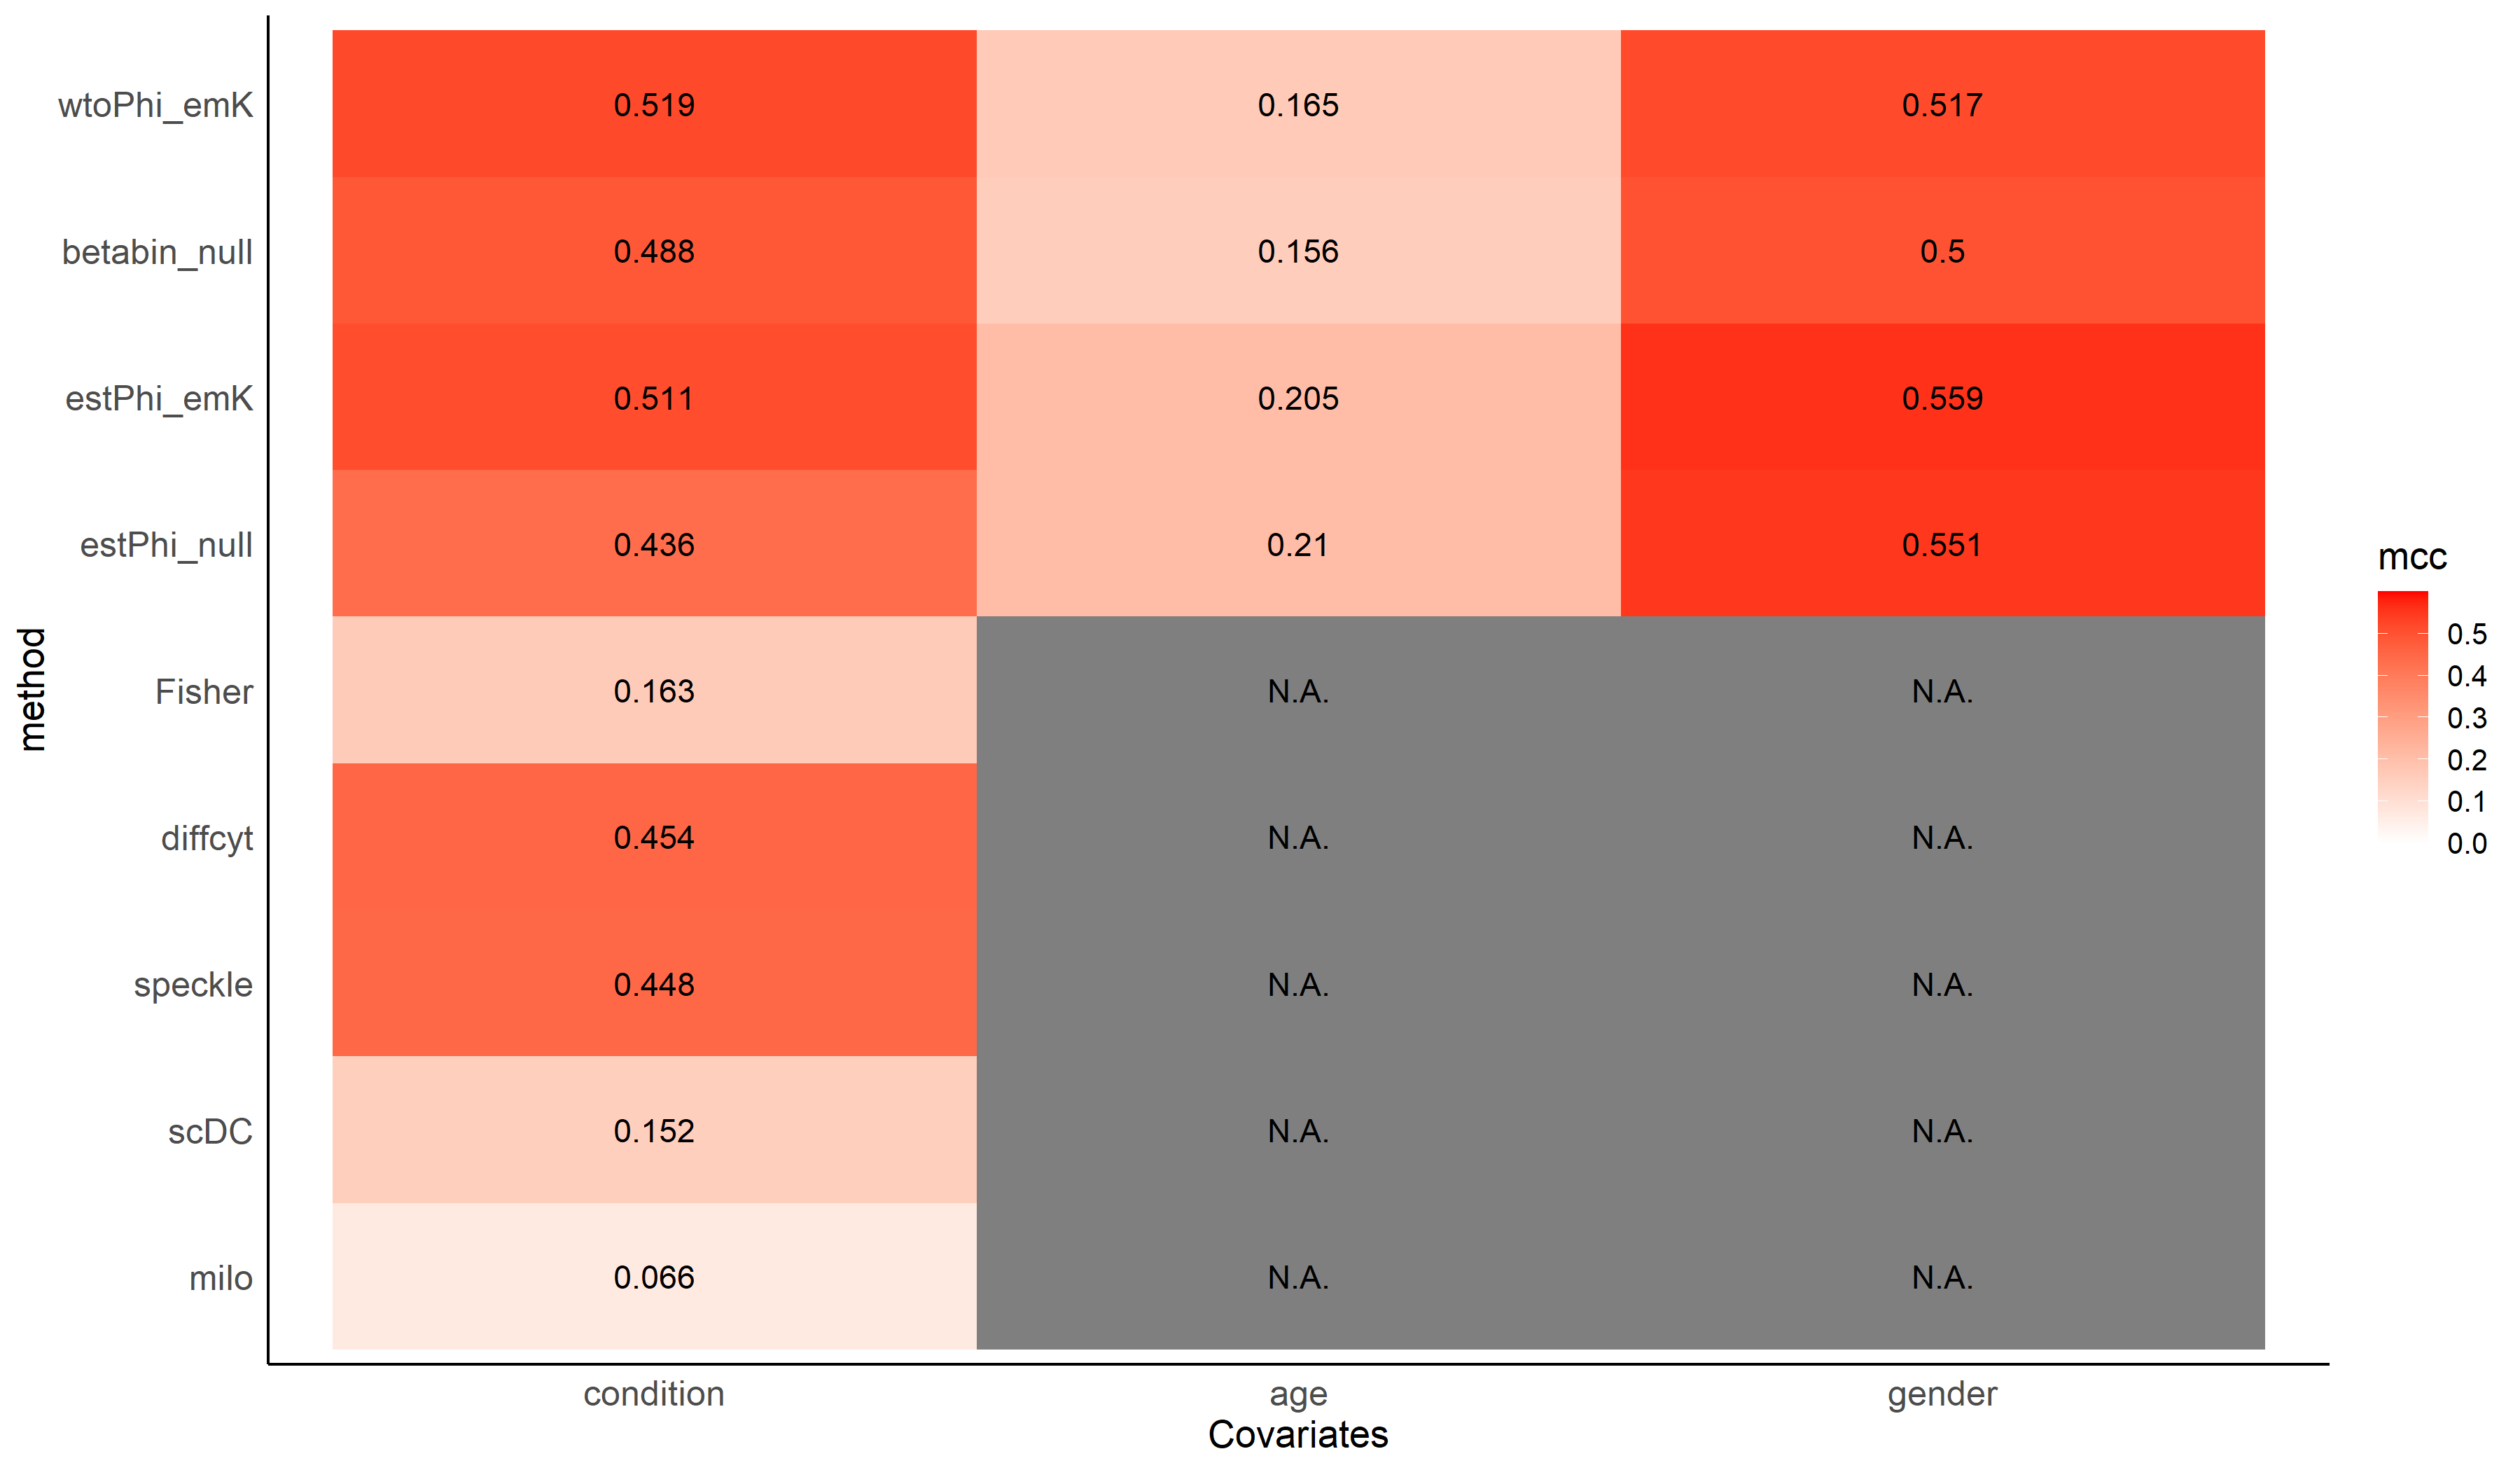 wtoPhi_emK 0.519 0.165 0.517
betabin_null 0.488 0.156 0.5
estPhi_emK 0.511 0.205 0.559
estPhi_null 0.436 0.21 0.551
Fisher 0.163 N.A. N.A.
diffcyt 0.454 N.A. N.A.
speckle 0.448 N.A. N.A.
scDC 0.152 N.A. N.A.
milo 0.066 N.A. N.A.
condition age gender
Covariates
method
mcc
0.5
0.4
0.3
0.2
0.1
0.0